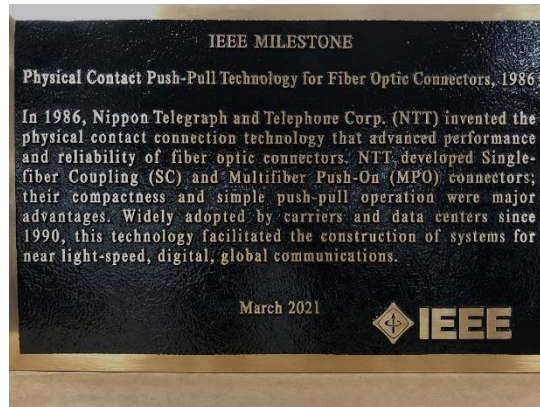 IEEE MILESTONE
Physical Contact Push-Pull Technology for Fiber Optic Connectors, 1986
In 1986, Nippon Telegraph and Telephone Corp. (NTT) invented the
physical contact connection technology that advanced performance
and reliability of fiber optic connectors. NTT developed Single-
fiber Coupling (SC) and Multifiber Push-On (MPO) connectors;
their compactness and simple push-pull operation were major
advantages. Widely adopted by carriers and data centers since
1990, this technology facilitated the construction of systems for
near light-speed, digital, global communications.
March 2021
IEEE